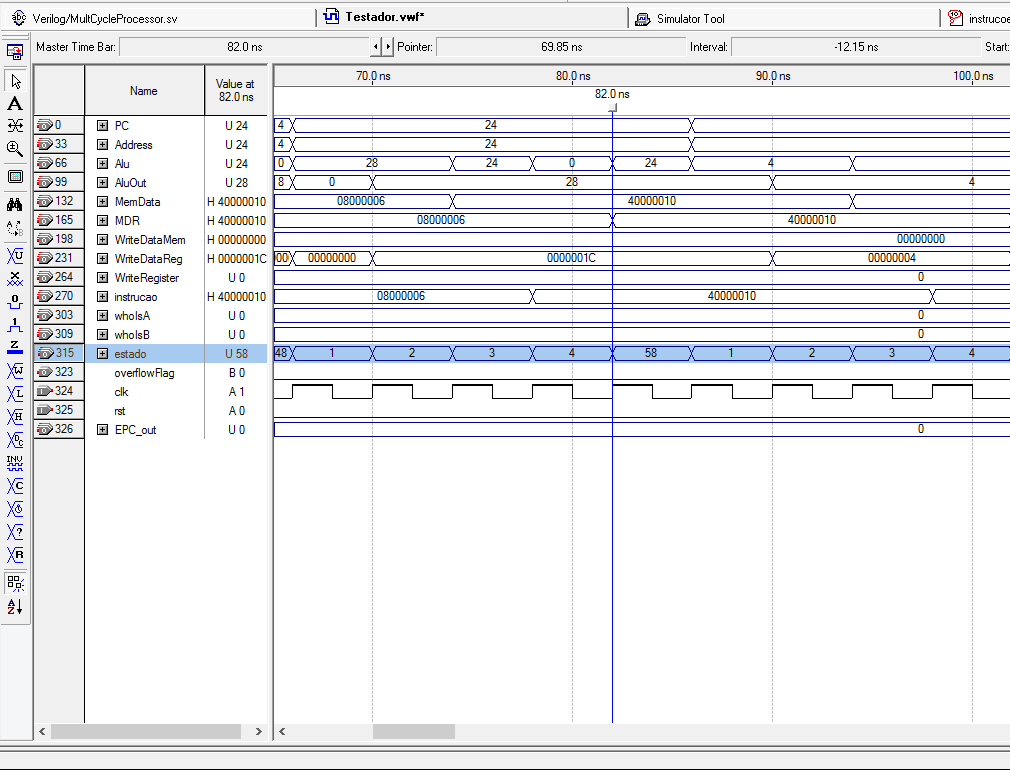 Verilog/MultCycleProcessor.sv Testador.vwf* Simulator Tool instrucoe
Master Time Bar: 82.0 ns Pointer: 69.85 ns Interval: -12.15 ns Start:
Name Value at 82.0 ns 70.0 ns 80.0 ns 90.0 ns 100.0 ns
82.0 ns
0 PC U 24 4 24
33 Address U 24 4 24
66 Alu U 24 0 28 24 0 24 4
99 AluOut U 28 8 0 28 4
132 MemData H 40000010 08000006 40000010
165 MDR H 40000010 08000006 40000010
198 WriteDataMem H 00000000 00000000
231 WriteDataReg H 0000001C 00 00000000 0000001C 00000004
264 WriteRegister U 0 0
270 instrucao H 40000010 08000006 40000010
303 whoIsA U 0 0
309 whoIsB U 0 0
315 estado U 58 48 1 2 3 4 58 1 2 3 4
323 overflowFlag B 0
324 clk A 1
325 rst A 0
326 EPC_out U 0 0